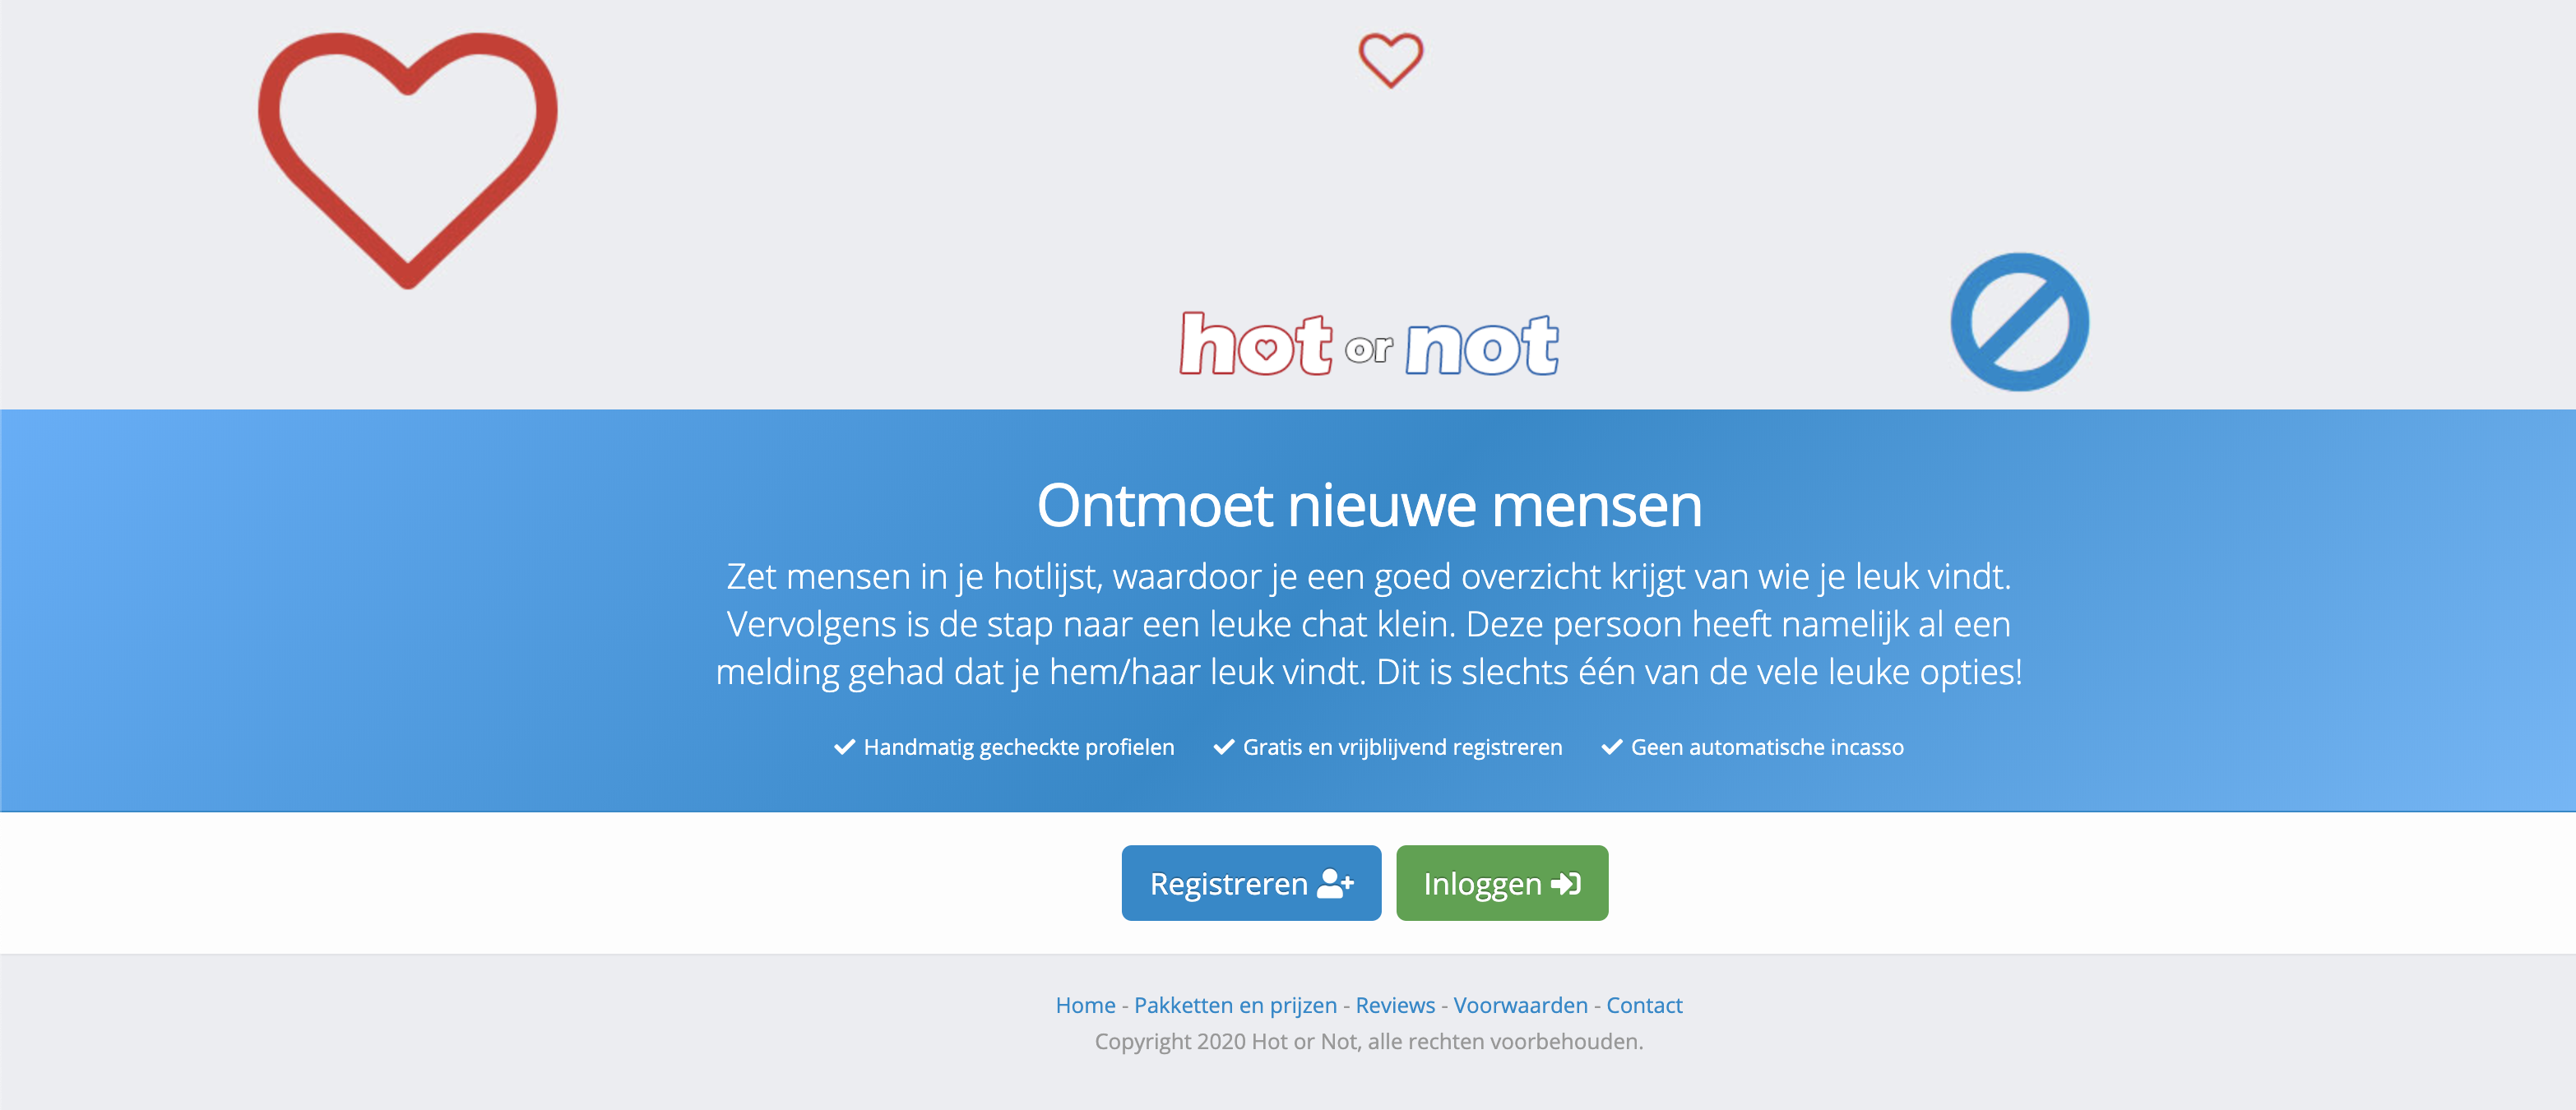 hot or not
Ontmoet nieuwe mensen
Zet mensen in je hotlijst, waardoor je een goed overzicht krijgt van wie je leuk vindt.
Vervolgens is de stap naar een leuke chat klein. Deze persoon heeft namelijk al een
melding gehad dat je hem/haar leuk vindt. Dit is slechts één van de vele leuke opties!
Handmatig gecheckte profielen Gratis en vrijblijvend registreren Geen automatische incasso
Registreren Inloggen
Home - Pakketten en prijzen - Reviews - Voorwaarden - Contact
Copyright 2020 Hot or Not, alle rechten voorbehouden.